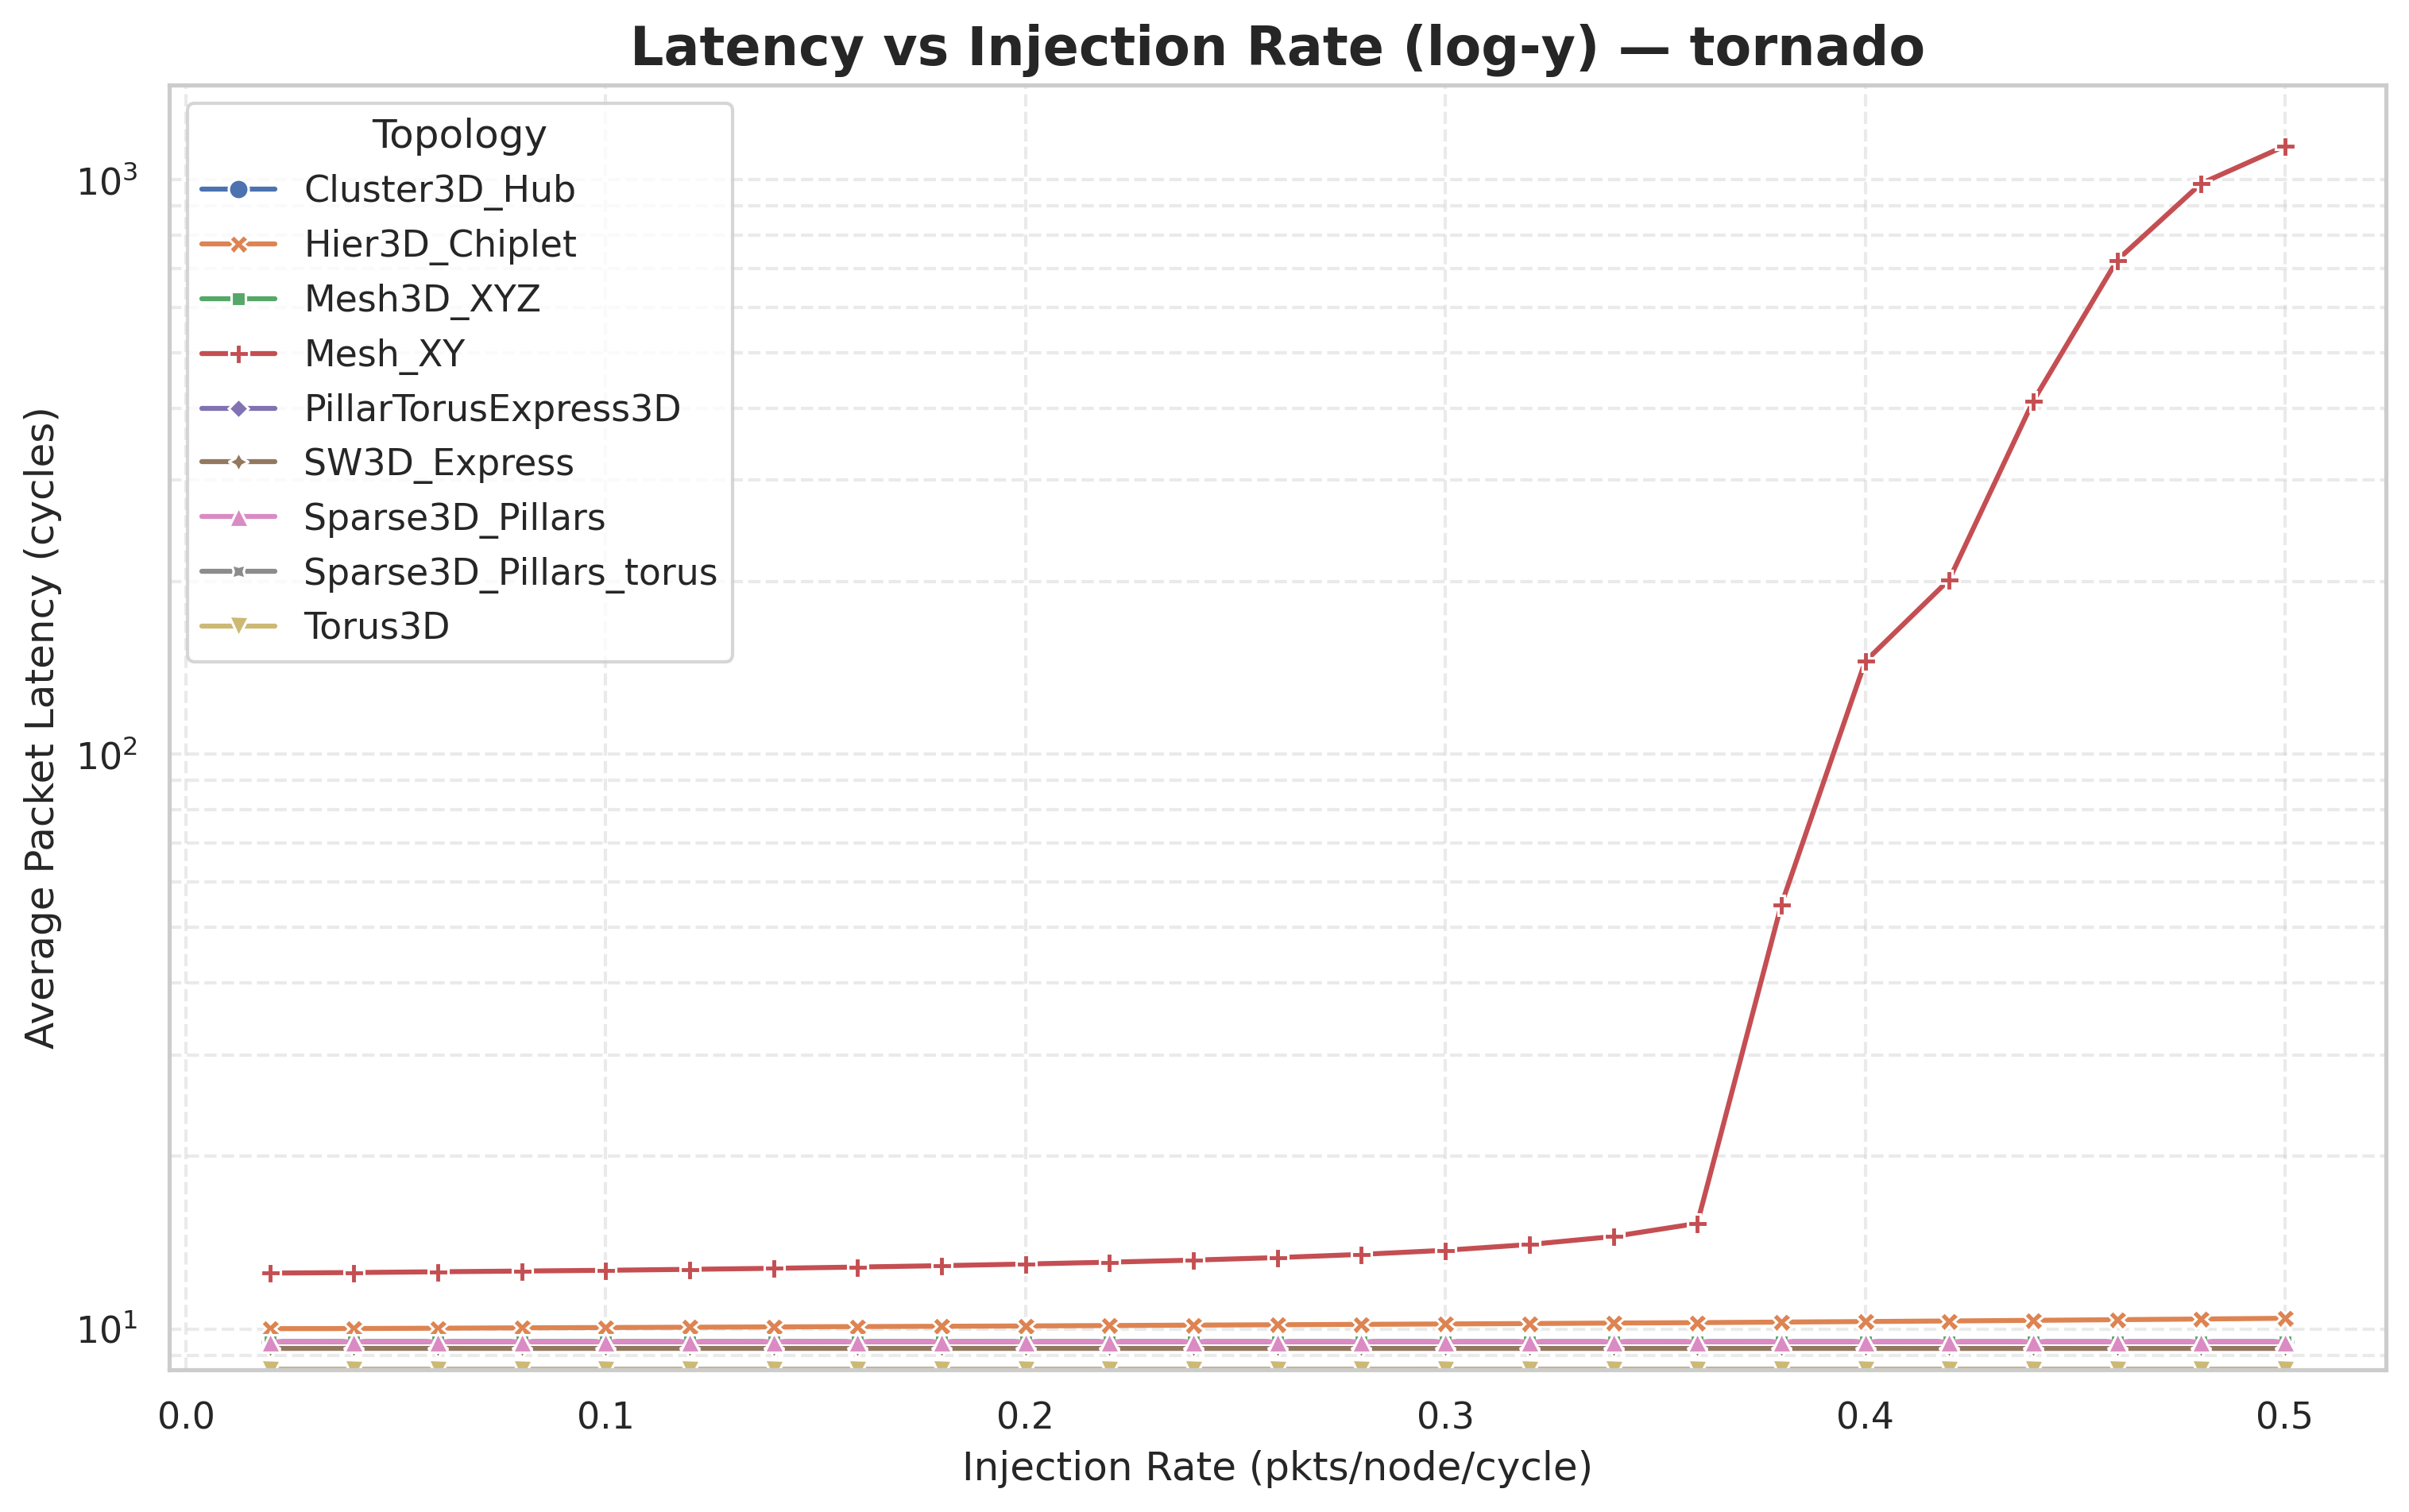 Latency vs Injection Rate (log-y) — tornado
Topology
Cluster3D_Hub
Hier3D_Chiplet
Mesh3D_XYZ
Mesh_XY
PillarTorusExpress3D
SW3D_Express
Sparse3D_Pillars
Sparse3D_Pillars_torus
Torus3D
Average Packet Latency (cycles)
10³
10²
10¹
0.0 0.1 0.2 0.3 0.4 0.5
Injection Rate (pkts/node/cycle)